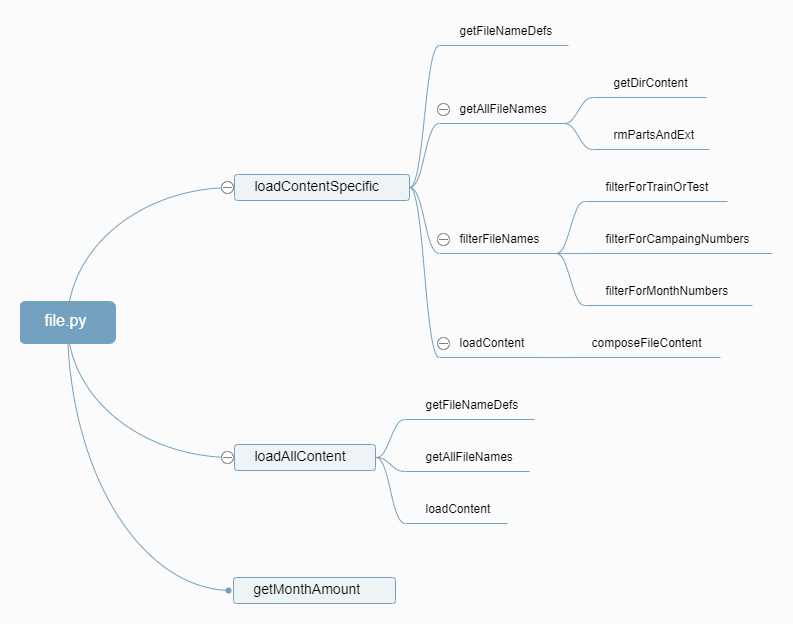 file.py
loadContentSpecific
getFileNameDefs
getAllFileNames
getDirContent
rmPartsAndExt
filterFileNames
filterForTrainOrTest
filterForCampaingNumbers
filterForMonthNumbers
loadContent
composeFileContent
loadAllContent
getFileNameDefs
getAllFileNames
loadContent
getMonthAmount